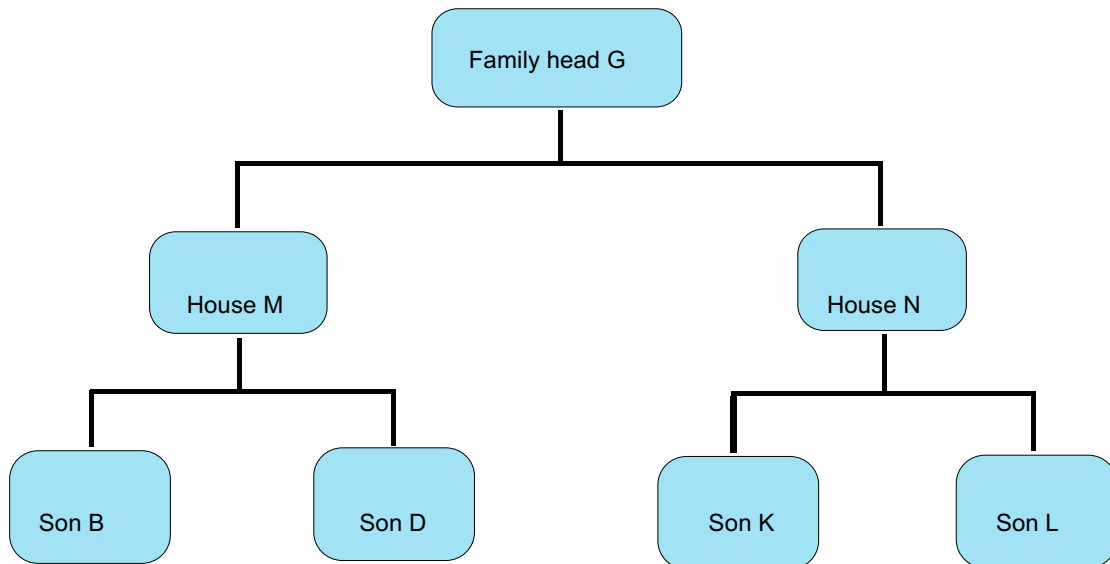 Family head G
House M
House N
Son B
Son D
Son K
Son L